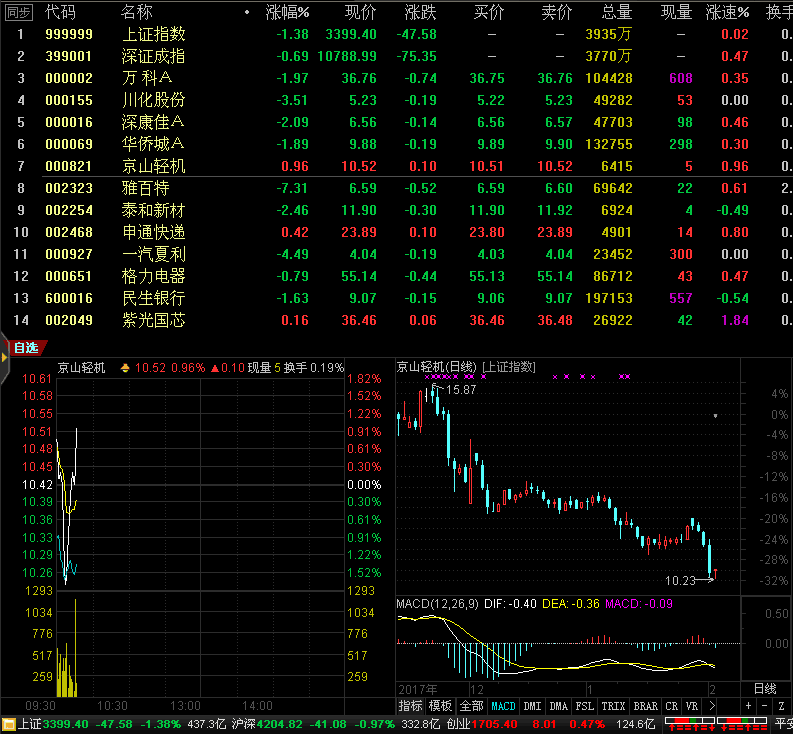 同步 代码 名称 • 涨幅% 现价 涨跌 买价 卖价 总量 现量 涨速% 换手
1 999999 上证指数 -1.38 3399.40 -47.58 — — 3935万 — 0.02 0.
2 399001 深证成指 -0.69 10788.99 -75.35 — — 3770万 — 0.47 0.
3 000002 万科A -1.97 36.76 -0.74 36.75 36.76 104428 608 0.35 0.
4 000155 川化股份 -3.51 5.23 -0.19 5.22 5.23 49282 53 0.00 0.
5 000016 深康佳A -2.09 6.56 -0.14 6.56 6.57 47703 98 0.46 0.
6 000069 华侨城A -1.89 9.88 -0.19 9.89 9.90 132755 298 0.30 0.
7 000821 京山轻机 0.96 10.52 0.10 10.51 10.52 6415 5 0.96 0.
8 002323 雅百特 -7.31 6.59 -0.52 6.59 6.60 69642 22 0.61 2.
9 002254 泰和新材 -2.46 11.90 -0.30 11.90 11.92 6924 4 -0.49 0.
10 002468 申通快递 0.42 23.89 0.10 23.80 23.89 4901 14 0.80 0.
11 000927 一汽夏利 -4.49 4.04 -0.19 4.03 4.04 23452 300 0.00 0.
12 000651 格力电器 -0.79 55.14 -0.44 55.13 55.14 86712 43 0.47 0.
13 600016 民生银行 -1.63 9.07 -0.15 9.06 9.07 197153 557 -0.54 0.
14 002049 紫光国芯 0.16 36.46 0.06 36.46 36.48 26922 42 1.84 0.
自选
京山轻机 10.52 0.96% ▲0.10 现量 5 换手 0.19%
10.61 1.82%
10.58 1.52%
10.55 1.22%
10.51 0.91%
10.48 0.61%
10.45 0.30%
10.42 0.00%
10.39 0.30%
10.36 0.61%
10.33 0.91%
10.29 1.22%
10.26 1.52%
1293 1293
1034 1034
776 776
517 517
259 259
09:30 10:30 13:00 14:00
京山轻机(日线) [上证指数]
15.87
4%
0%
-4%
-8%
-12%
-16%
-20%
-24%
-28%
-32%
10.23
MACD(12,26,9) DIF: -0.40 DEA: -0.36 MACD: -0.09
0.50
0.00
2017年 12 1 2 日线
指标 模板 全部 MACD DMI DMA FSL TRIX BRAR CR VR > + - Z
上证3399.40 -47.58 -1.38% 437.3亿 沪深4204.82 -41.08 -0.97% 332.8亿 创业1705.40 8.01 0.47% 124.6亿 平安